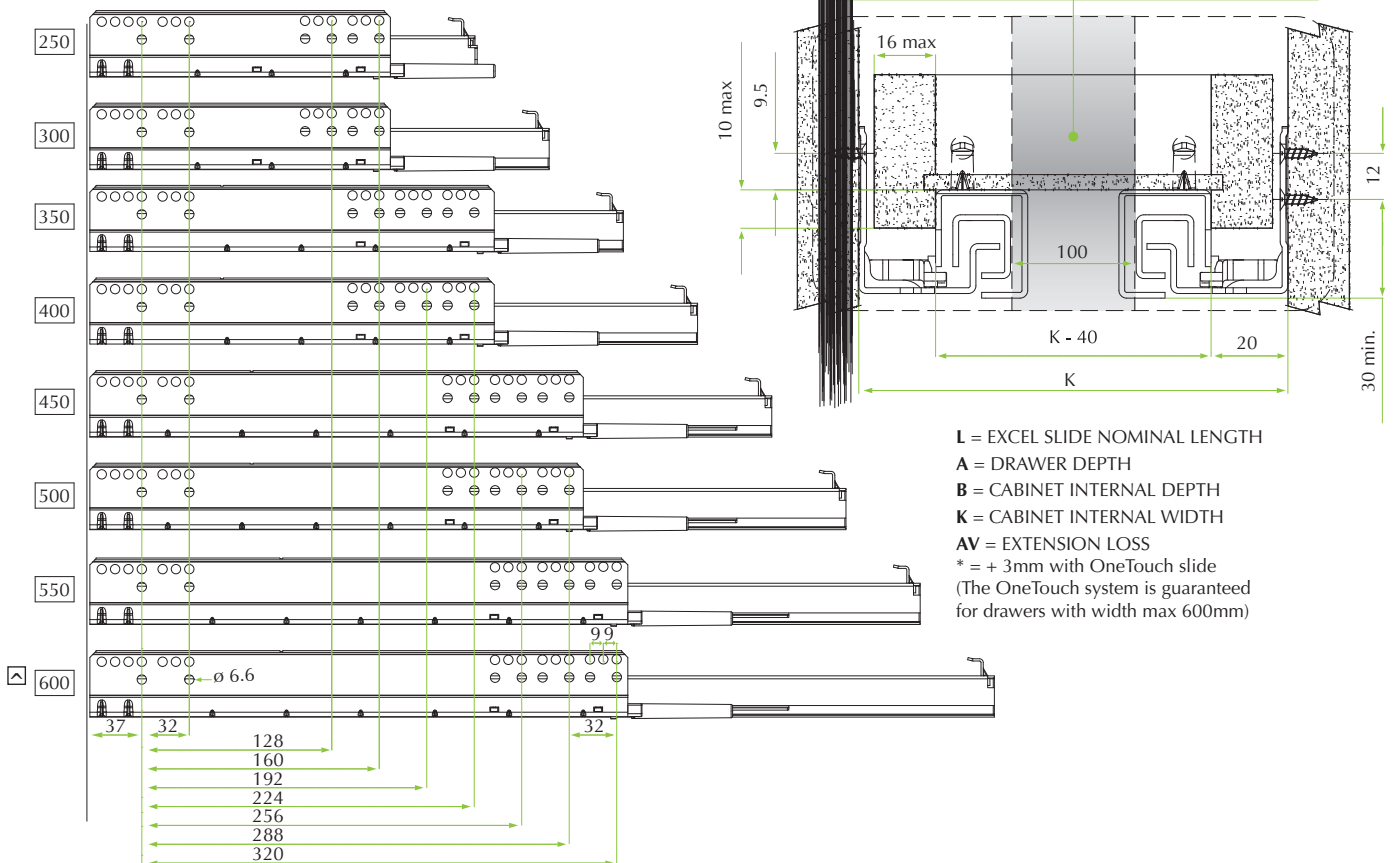 250
300
350
400
450
500
550
600
ø 6.6
9 9
37
32
32
128
160
192
224
256
288
320
16 max
10 max
9.5
12
100
K - 40
20
K
30 min.
L = EXCEL SLIDE NOMINAL LENGTH
A = DRAWER DEPTH
B = CABINET INTERNAL DEPTH
K = CABINET INTERNAL WIDTH
AV = EXTENSION LOSS
* = + 3mm with OneTouch slide
(The OneTouch system is guaranteed
for drawers with width max 600mm)